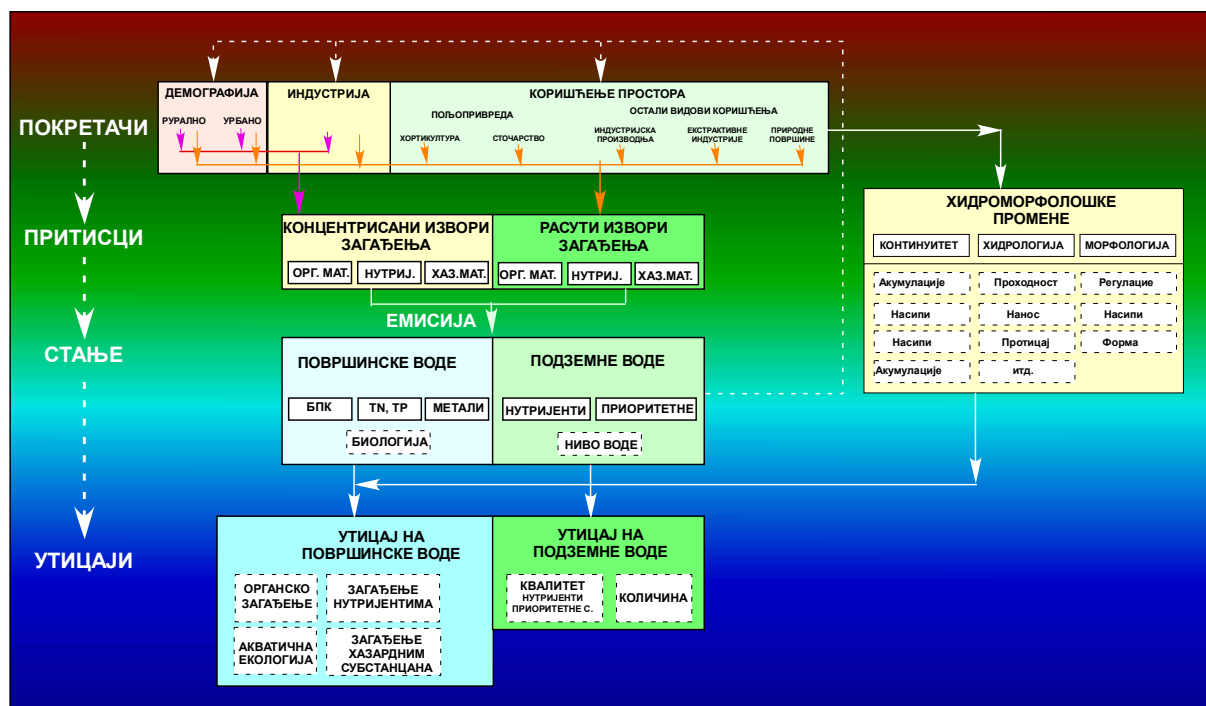 ПОКРЕТАЧИ
ПРИТИСЦИ
СТАЊЕ
УТИЦАЈИ
ДЕМОГРАФИЈА
РУРАЛНО УРБАНО
ИНДУСТРИЈА
КОРИШЋЕЊЕ ПРОСТОРА
ПОЉОПРИВРЕДА
ОСТАЛИ ВИДОВИ КОРИШЋЕЊА
ХОРТИКУЛТУРА
СТОЧАРСТВО
ИНДУСТРИЈСКА
ПРОИЗВОДЊА
ЕКСТРАКТИВНЕ
ИНДУСТРИЈЕ
ПРИРОДНЕ
ПОВРШИНЕ
КОНЦЕНТРИСАНИ ИЗВОРИ
ЗАГАЂЕЊА
ОРГ. МАТ. НУТРИЈ. ХАЗ.МАТ.
РАСУТИ ИЗВОРИ
ЗАГАЂЕЊА
ОРГ. МАТ. НУТРИЈ. ХАЗ.МАТ.
ХИДРОМОРФОЛОШКЕ
ПРОМЕНЕ
КОНТИНУИТЕТ ХИДРОЛОГИЈА МОРФОЛОГИЈА
Акумулације Проходност Регулације
Насипи Нанос Насипи
Насипи Протицај Форма
Акумулације итд.
ЕМИСИЈА
ПОВРШИНСКЕ ВОДЕ
БПК TN, TP МЕТАЛИ
БИОЛОГИЈА
ПОДЗЕМНЕ ВОДЕ
НУТРИЈЕНТИ ПРИОРИТЕТНЕ
НИВО ВОДЕ
УТИЦАЈ НА
ПОВРШИНСКЕ ВОДЕ
ОРГАНСКО
ЗАГАЂЕЊЕ
ЗАГАЂЕЊЕ
НУТРИЈЕНТИМА
АКВАТИЧНА
ЕКОЛОГИЈА
ЗАГАЂЕЊЕ
ХАЗАРДНИМ
СУБСТАНЦАНА
УТИЦАЈ НА
ПОДЗЕМНЕ ВОДЕ
КВАЛИТЕТ
НУТРИЈЕНТИ
ПРИОРИТЕТНЕ С.
КОЛИЧИНА